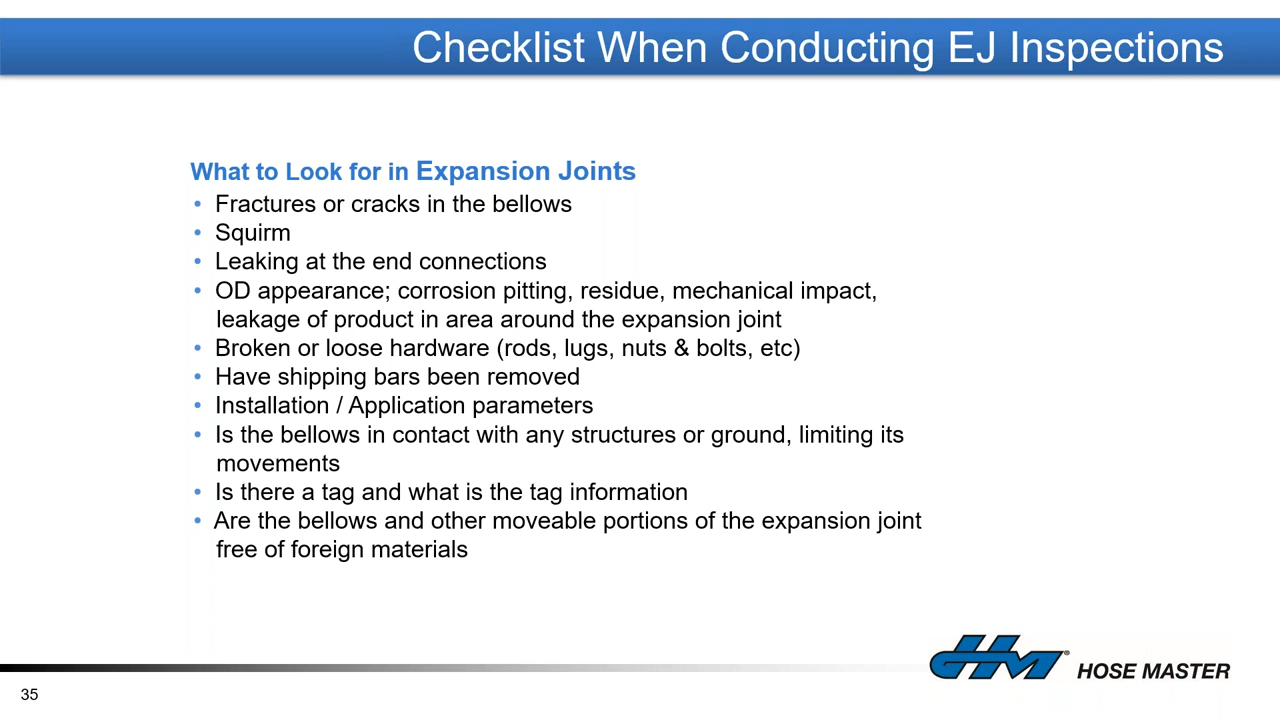 Checklist When Conducting EJ Inspections
What to Look for in Expansion Joints
• Fractures or cracks in the bellows
• Squirm
• Leaking at the end connections
• OD appearance; corrosion pitting, residue, mechanical impact,
leakage of product in area around the expansion joint
• Broken or loose hardware (rods, lugs, nuts & bolts, etc)
• Have shipping bars been removed
• Installation / Application parameters
• Is the bellows in contact with any structures or ground, limiting its
movements
• Is there a tag and what is the tag information
• Are the bellows and other moveable portions of the expansion joint
free of foreign materials
HM® HOSE MASTER
35